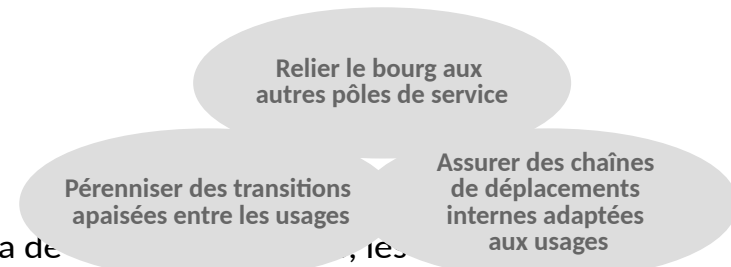 Relier le bourg aux
autres pôles de service
Pérenniser des transitions
apaisées entre les usages
Assurer des chaînes
de déplacements
internes adaptées
aux usages